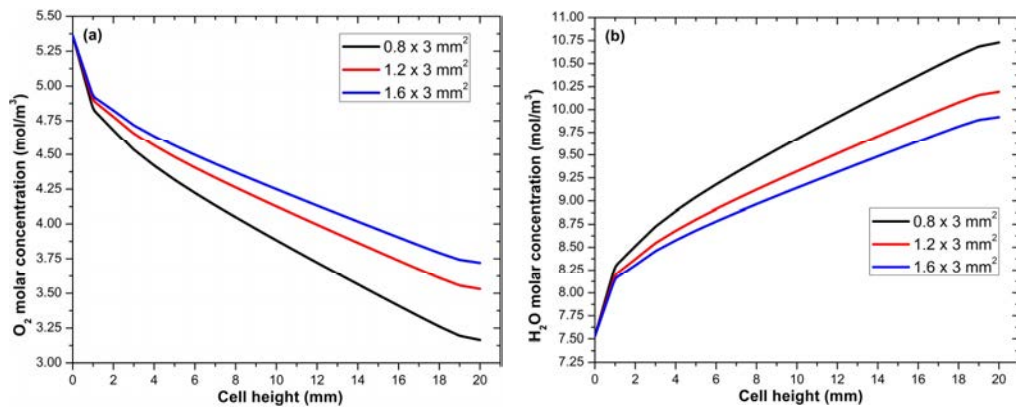 (a)
0.8 x 3 mm²
1.2 x 3 mm²
1.6 x 3 mm²
O₂ molar concentration (mol/m³)
5.50
5.25
5.00
4.75
4.50
4.25
4.00
3.75
3.50
3.25
3.00
0 2 4 6 8 10 12 14 16 18 20
Cell height (mm)
(b)
0.8 x 3 mm²
1.2 x 3 mm²
1.6 x 3 mm²
H₂O molar concentration (mol/m³)
11.00
10.75
10.50
10.25
10.00
9.75
9.50
9.25
9.00
8.75
8.50
8.25
8.00
7.75
7.50
7.25
0 2 4 6 8 10 12 14 16 18 20
Cell height (mm)